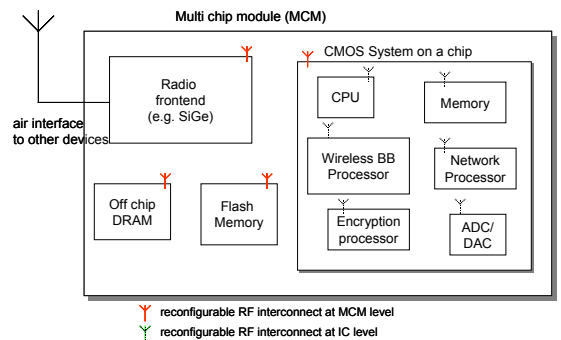 Multi chip module (MCM)
CMOS System on a chip
Radio
frontend
(e.g. SiGe)
CPU
Memory
air interface
to other devices
Wireless BB
Processor
Network
Processor
Off chip
DRAM
Flash
Memory
Encryption
processor
ADC/
DAC
reconfigurable RF interconnect at MCM level
reconfigurable RF interconnect at IC level